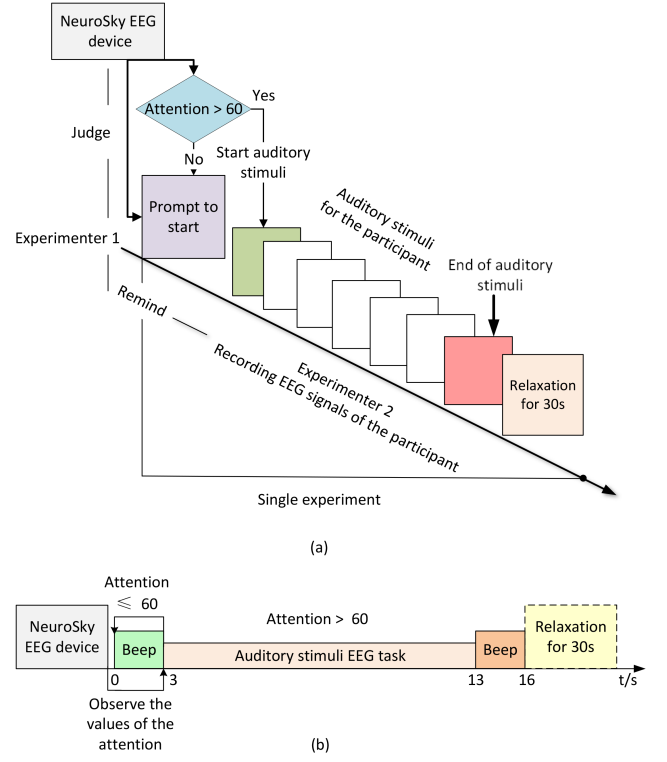 NeuroSky EEG
device
Attention > 60
Yes
Judge
No
Start auditory
stimuli
Prompt to
start
Auditory stimuli
for the participant
Experimenter 1
End of auditory
stimuli
Remind
Experimenter 2
Recording EEG signals of the participant
Relaxation
for 30s
Single experiment
(a)
Attention
≤ 60
Attention > 60
NeuroSky
EEG device
Beep
Auditory stimuli EEG task
Beep
Relaxation
for 30s
0
3
13
16
t/s
Observe the
values of the
attention
(b)